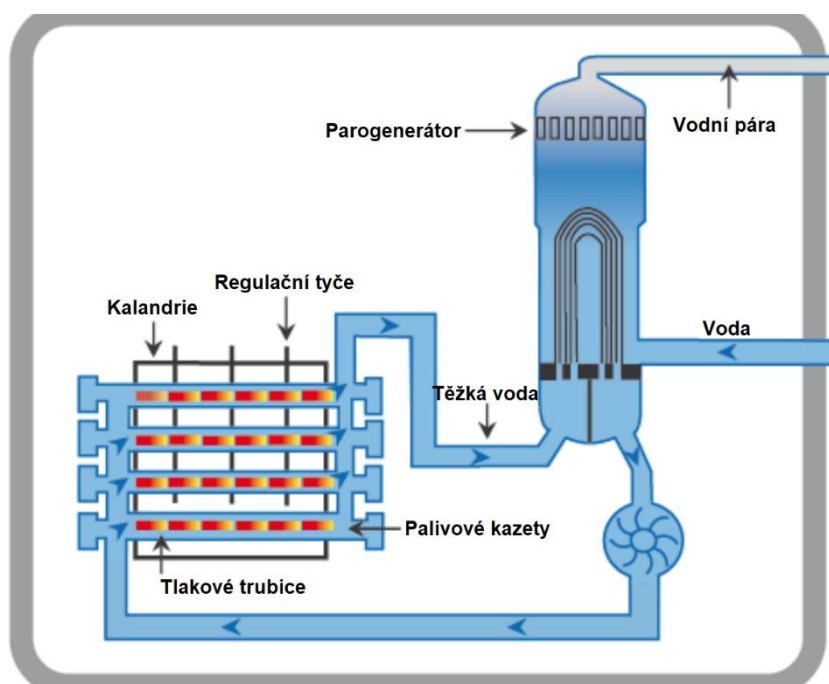 Parogenerátor
Vodní pára
Regulační tyče
Kalandrie
Voda
Těžká voda
Palivové kazety
Tlakové trubice